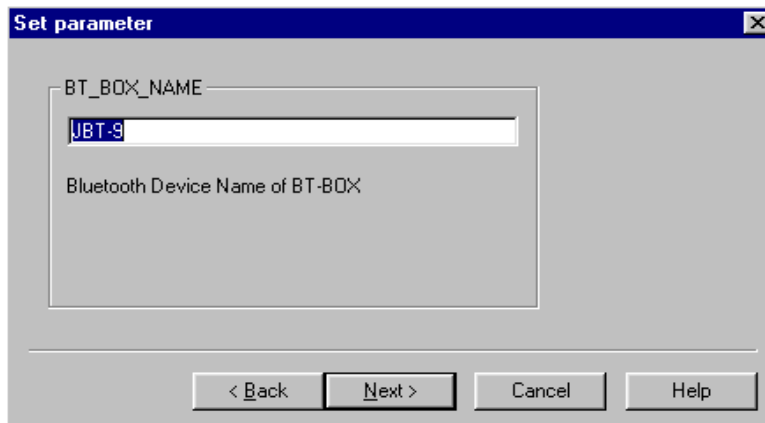 Set parameter
BT_BOX_NAME
JBT-9
Bluetooth Device Name of BT-BOX
< Back Next > Cancel Help